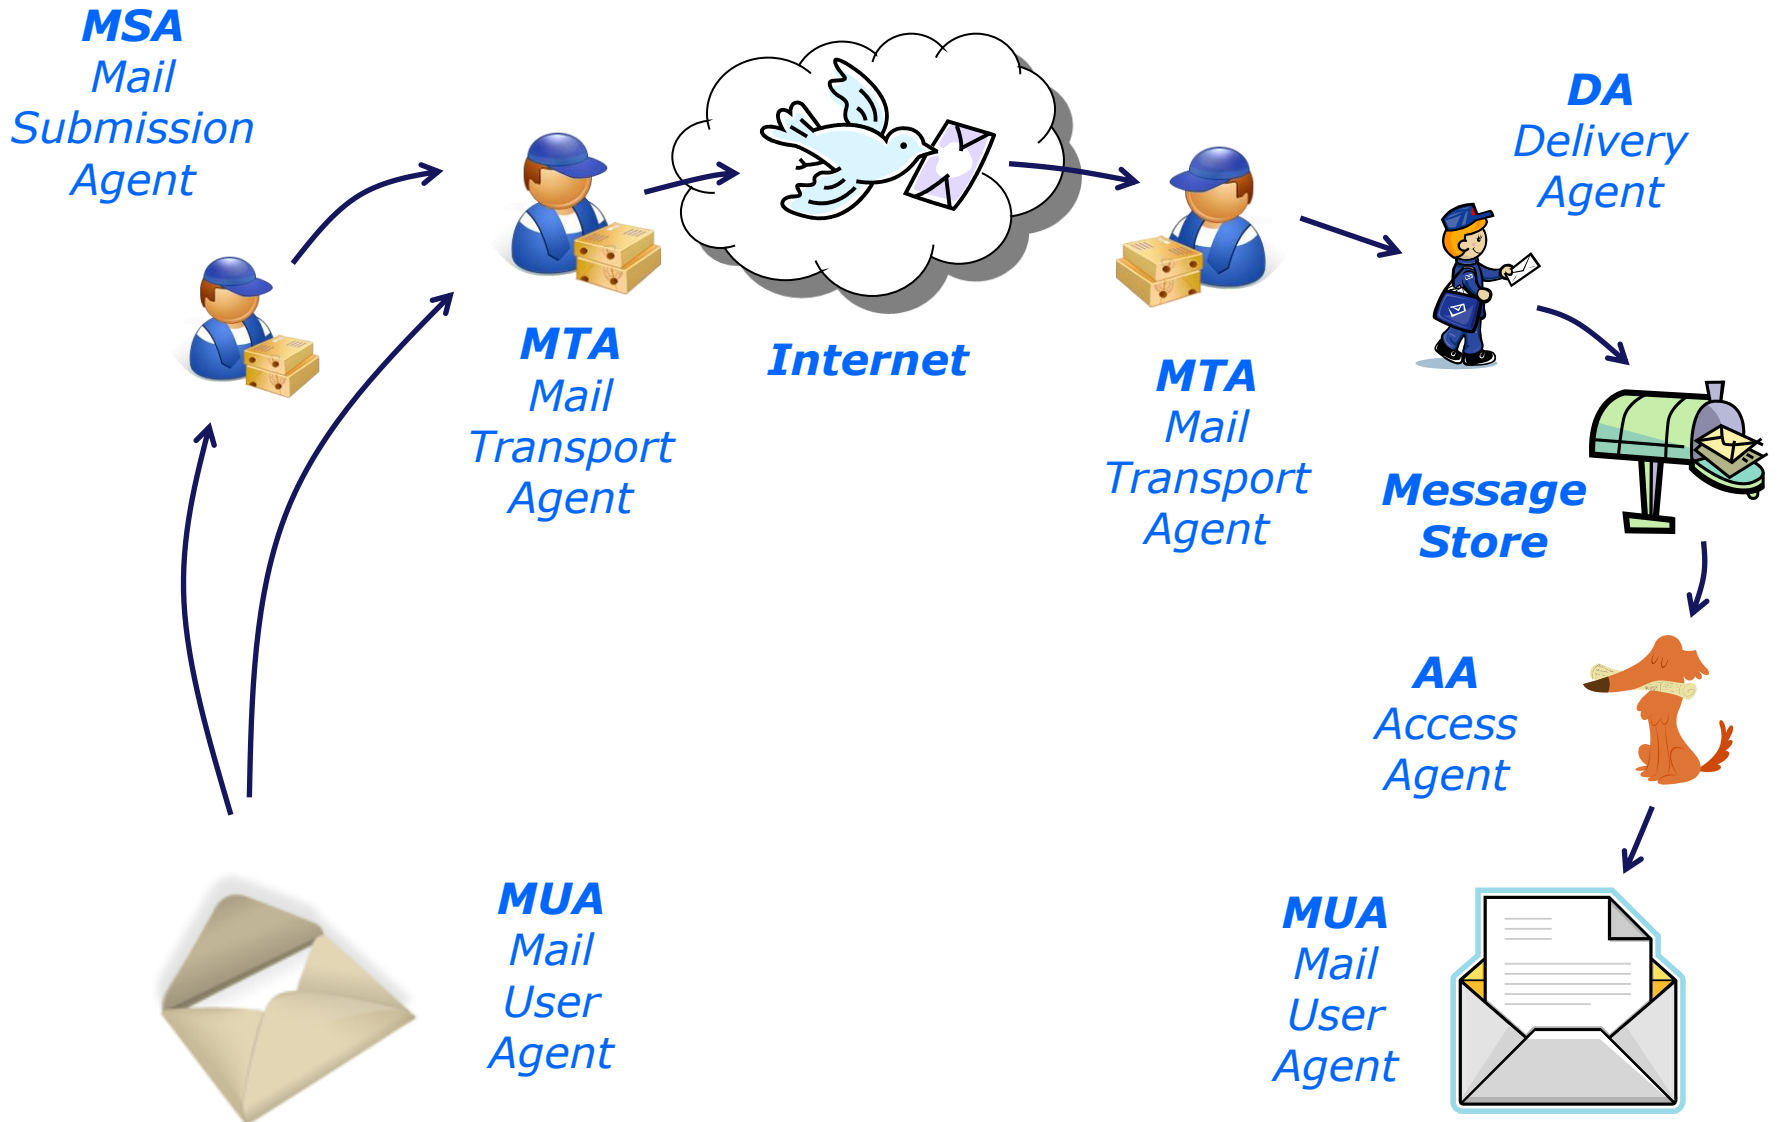 MSA
Mail
Submission
Agent
MTA
Mail
Transport
Agent
Internet
MTA
Mail
Transport
Agent
DA
Delivery
Agent
Message
Store
AA
Access
Agent
MUA
Mail
User
Agent
MUA
Mail
User
Agent